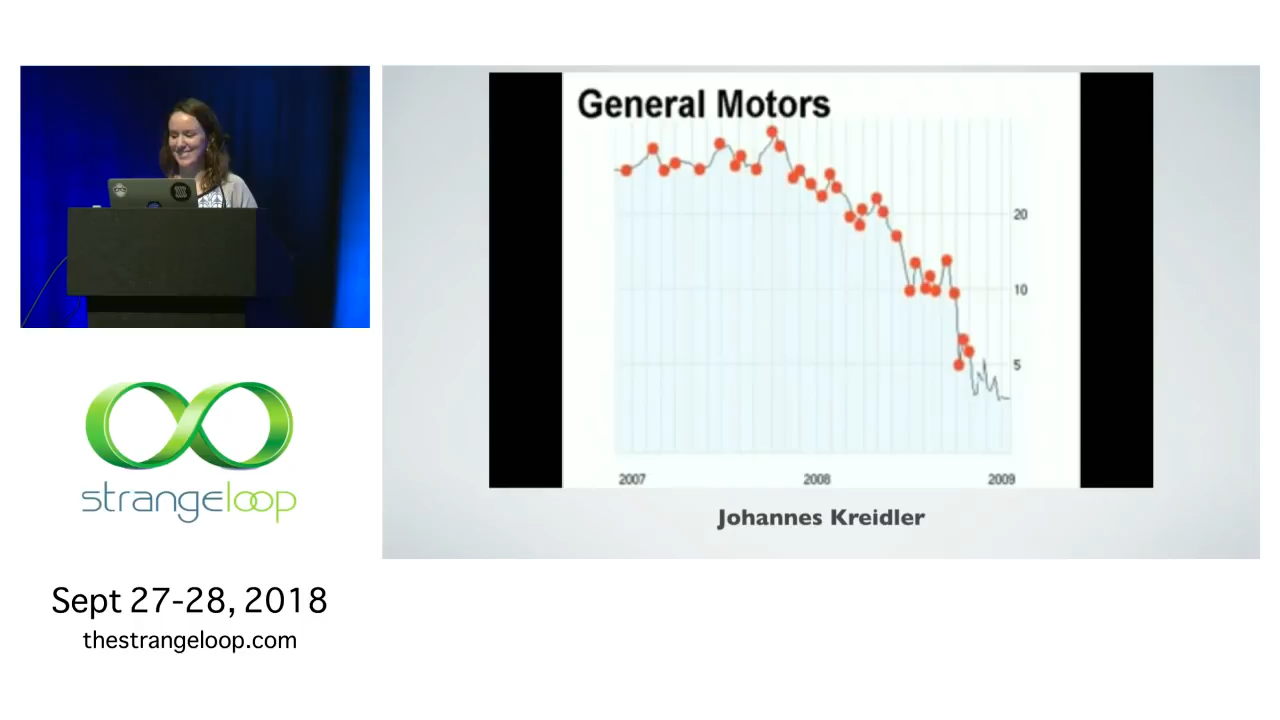 General Motors
20
10
5
2007 2008 2009
Johannes Kreidler
strangeloop
Sept 27-28, 2018
thestrangeloop.com